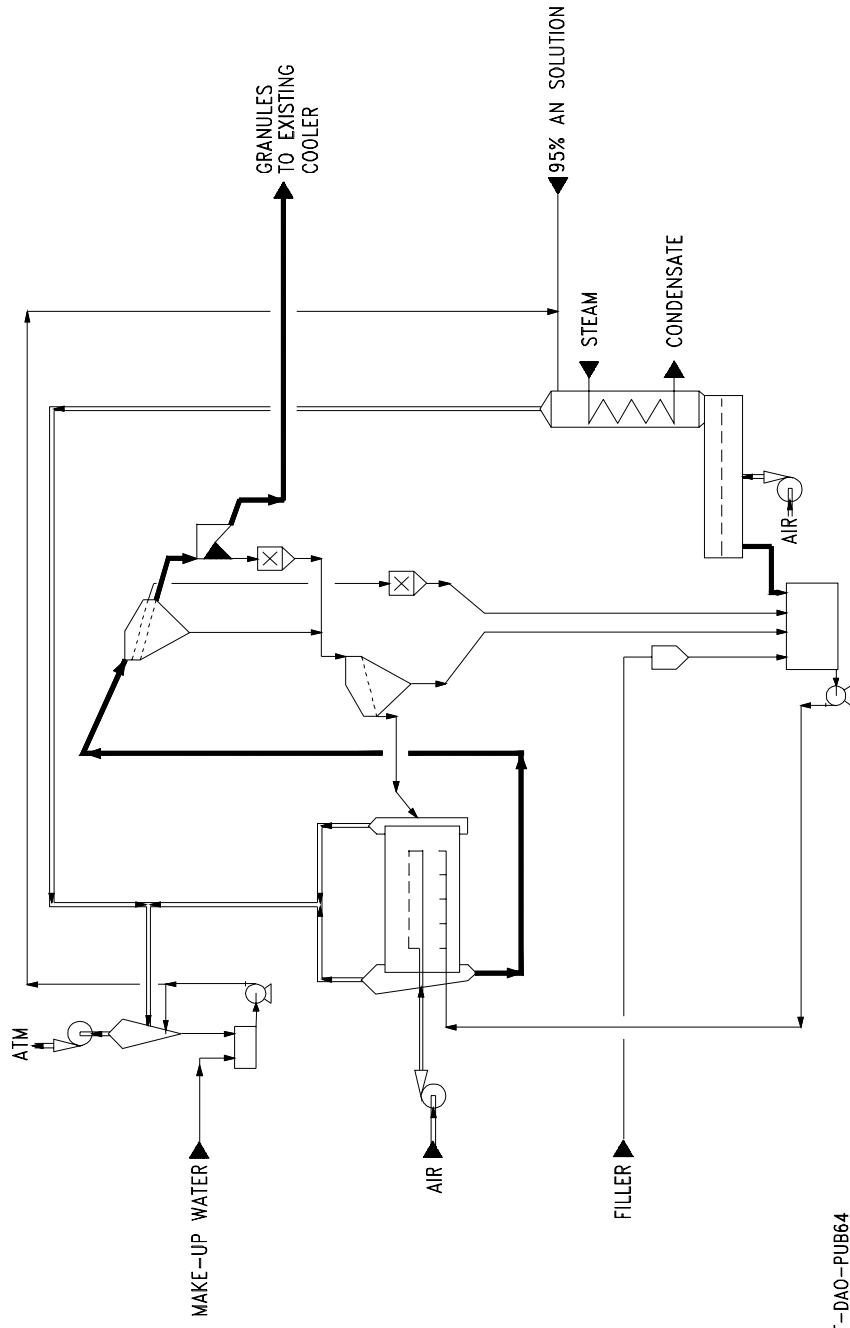 GRANULES
TO EXISTING
COOLER
95% AN SOLUTION
STEAM
CONDENSATE
AIR
ATM
MAKE-UP WATER
AIR
FILLER
-DAO-PUB64